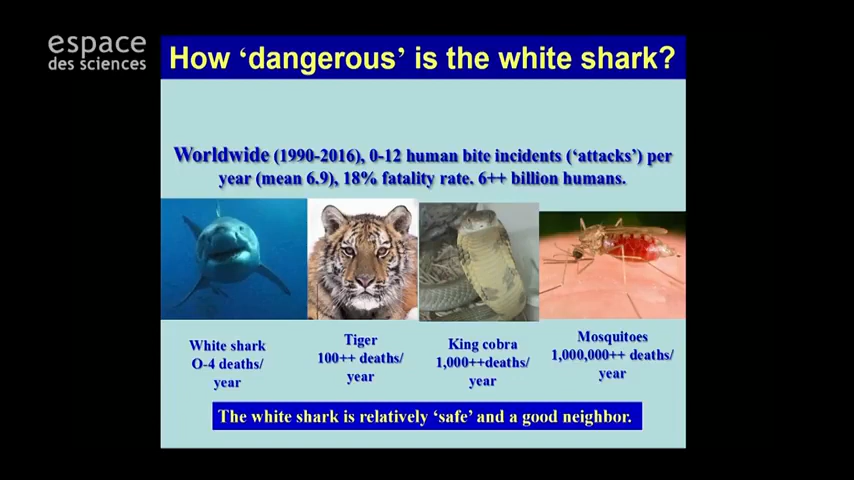 espace
des sciences
How ‘dangerous’ is the white shark?
Worldwide (1990-2016), 0-12 human bite incidents (‘attacks’) per
year (mean 6.9), 18% fatality rate. 6++ billion humans.
White shark
O-4 deaths/
year
Tiger
100++ deaths/
year
King cobra
1,000++deaths/
year
Mosquitoes
1,000,000++ deaths/
year
The white shark is relatively ‘safe’ and a good neighbor.